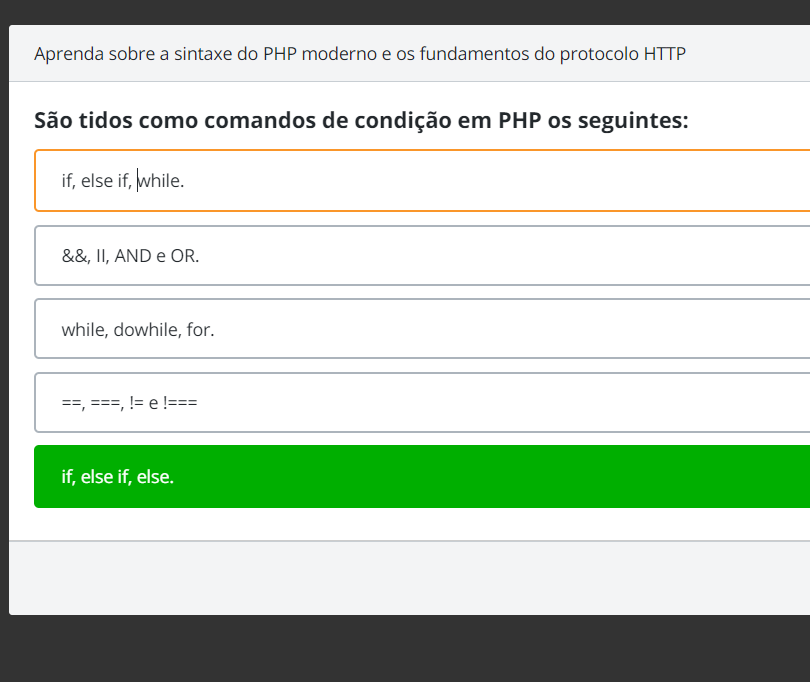 Aprenda sobre a sintaxe do PHP moderno e os fundamentos do protocolo HTTP
São tidos como comandos de condição em PHP os seguintes:
if, else if, while.
&&, II, AND e OR.
while, dowhile, for.
==, ===, != e !===
if, else if, else.